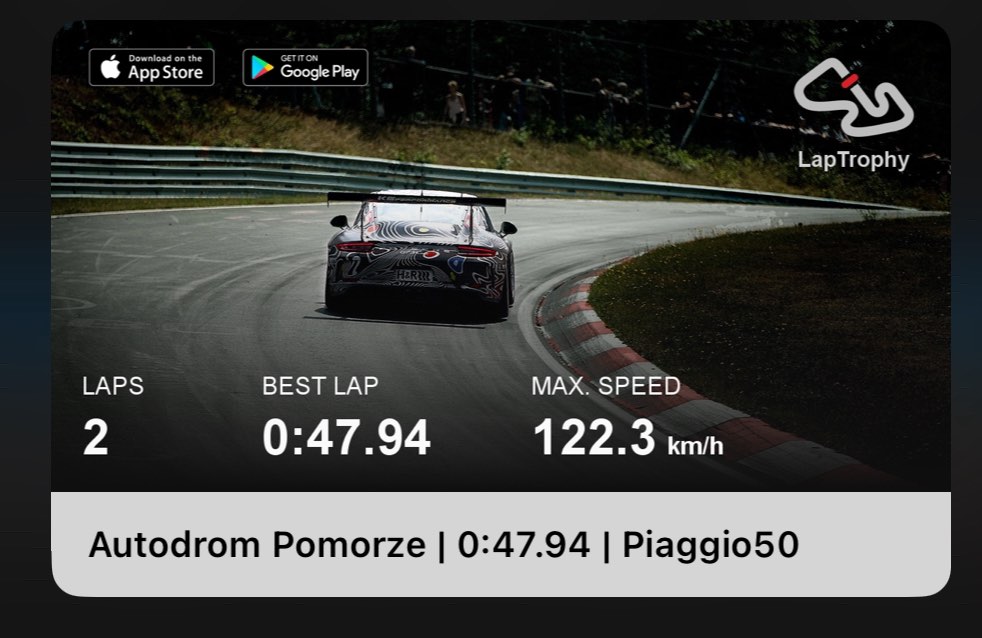 Download on the
App Store
GET IT ON
Google Play
LapTrophy
H&R
LAPS
BEST LAP
MAX. SPEED
2
0:47.94
122.3 km/h
Autodrom Pomorze | 0:47.94 | Piaggio50